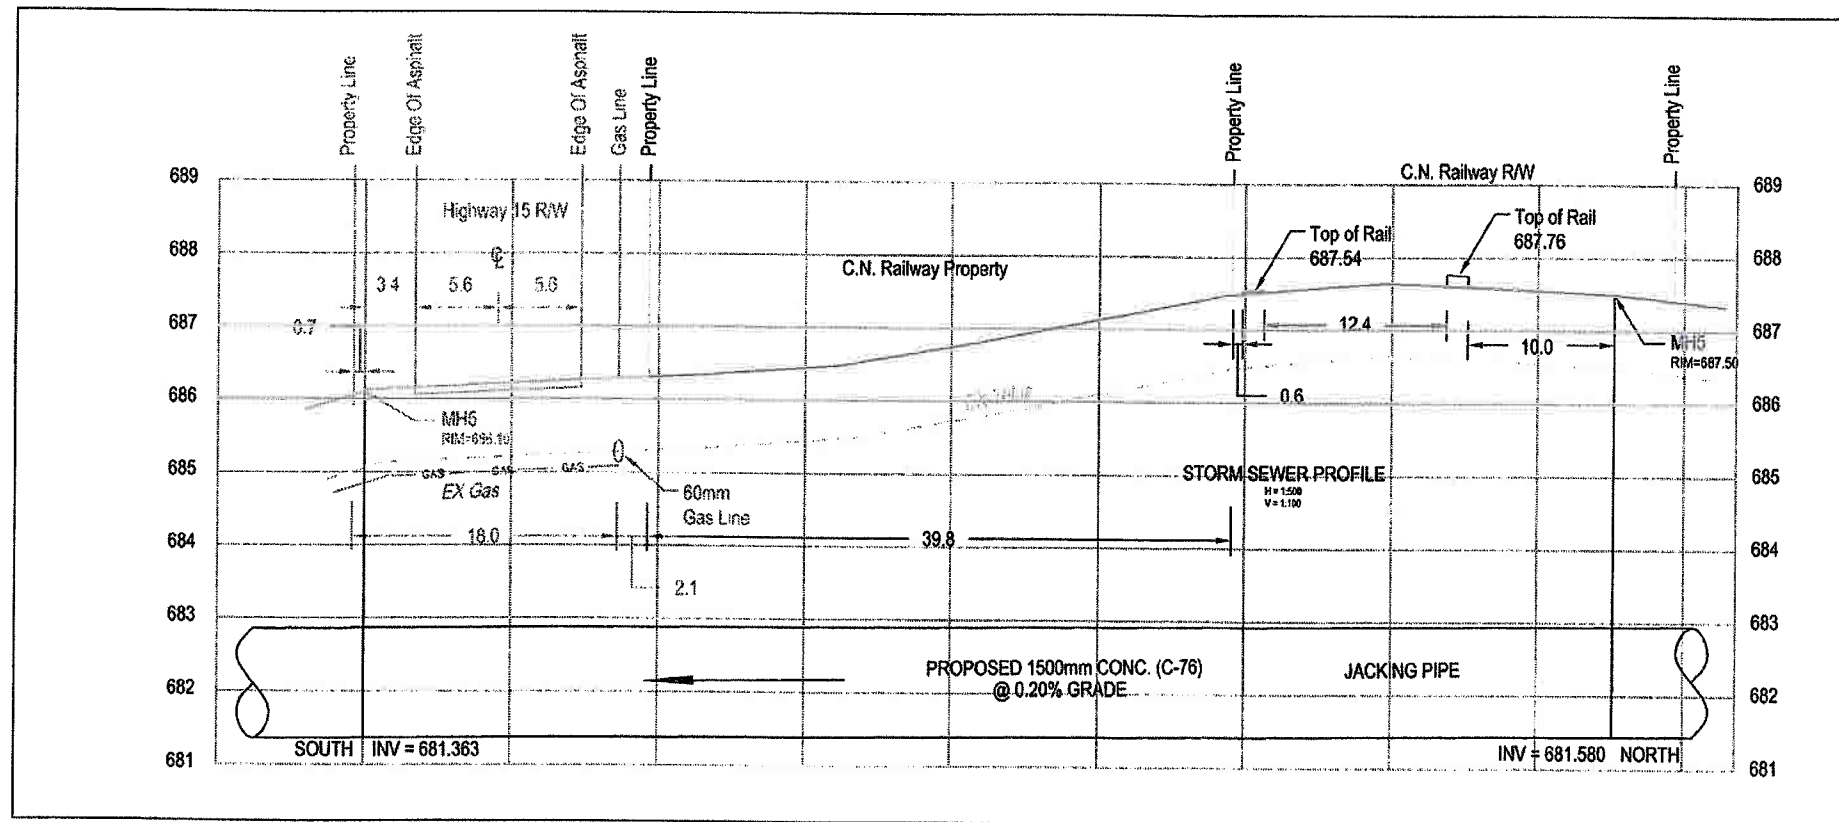 Property Line
Edge Of Asphalt
Edge Of Asphalt
Gas Line
Property Line
Property Line
Property Line
C.N. Railway R/W
689
689
Highway 15 R/W
Top of Rail
687.76
Top of Rail
687.54
688
688
C.N. Railway Property
3.4
5.6
5.6
687
687
0.7
12.4
10.0
MH5
RIM=687.50
686
686
0.6
MH5
685
685
GAS
GAS
GAS
EX Gas
STORM SEWER PROFILE
H = 1:500
V = 1:100
60mm
Gas Line
684
684
18.0
39.8
2.1
683
683
PROPOSED 1500mm CONC. (C-76)
@ 0.20% GRADE
JACKING PIPE
682
682
SOUTH INV = 681.363
INV = 681.580 NORTH
681
681